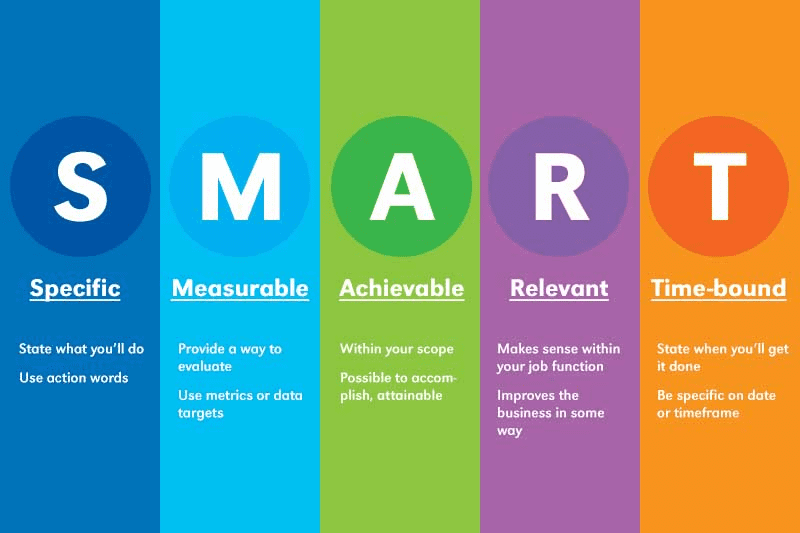 S
Specific
State what you'll do
Use action words
M
Measurable
Provide a way to
evaluate
Use metrics or data
targets
A
Achievable
Within your scope
Possible to accom-
plish, attainable
R
Relevant
Makes sense within
your job function
Improves the
business in some
way
T
Time-bound
State when you'll get
it done
Be specific on date
or timeframe